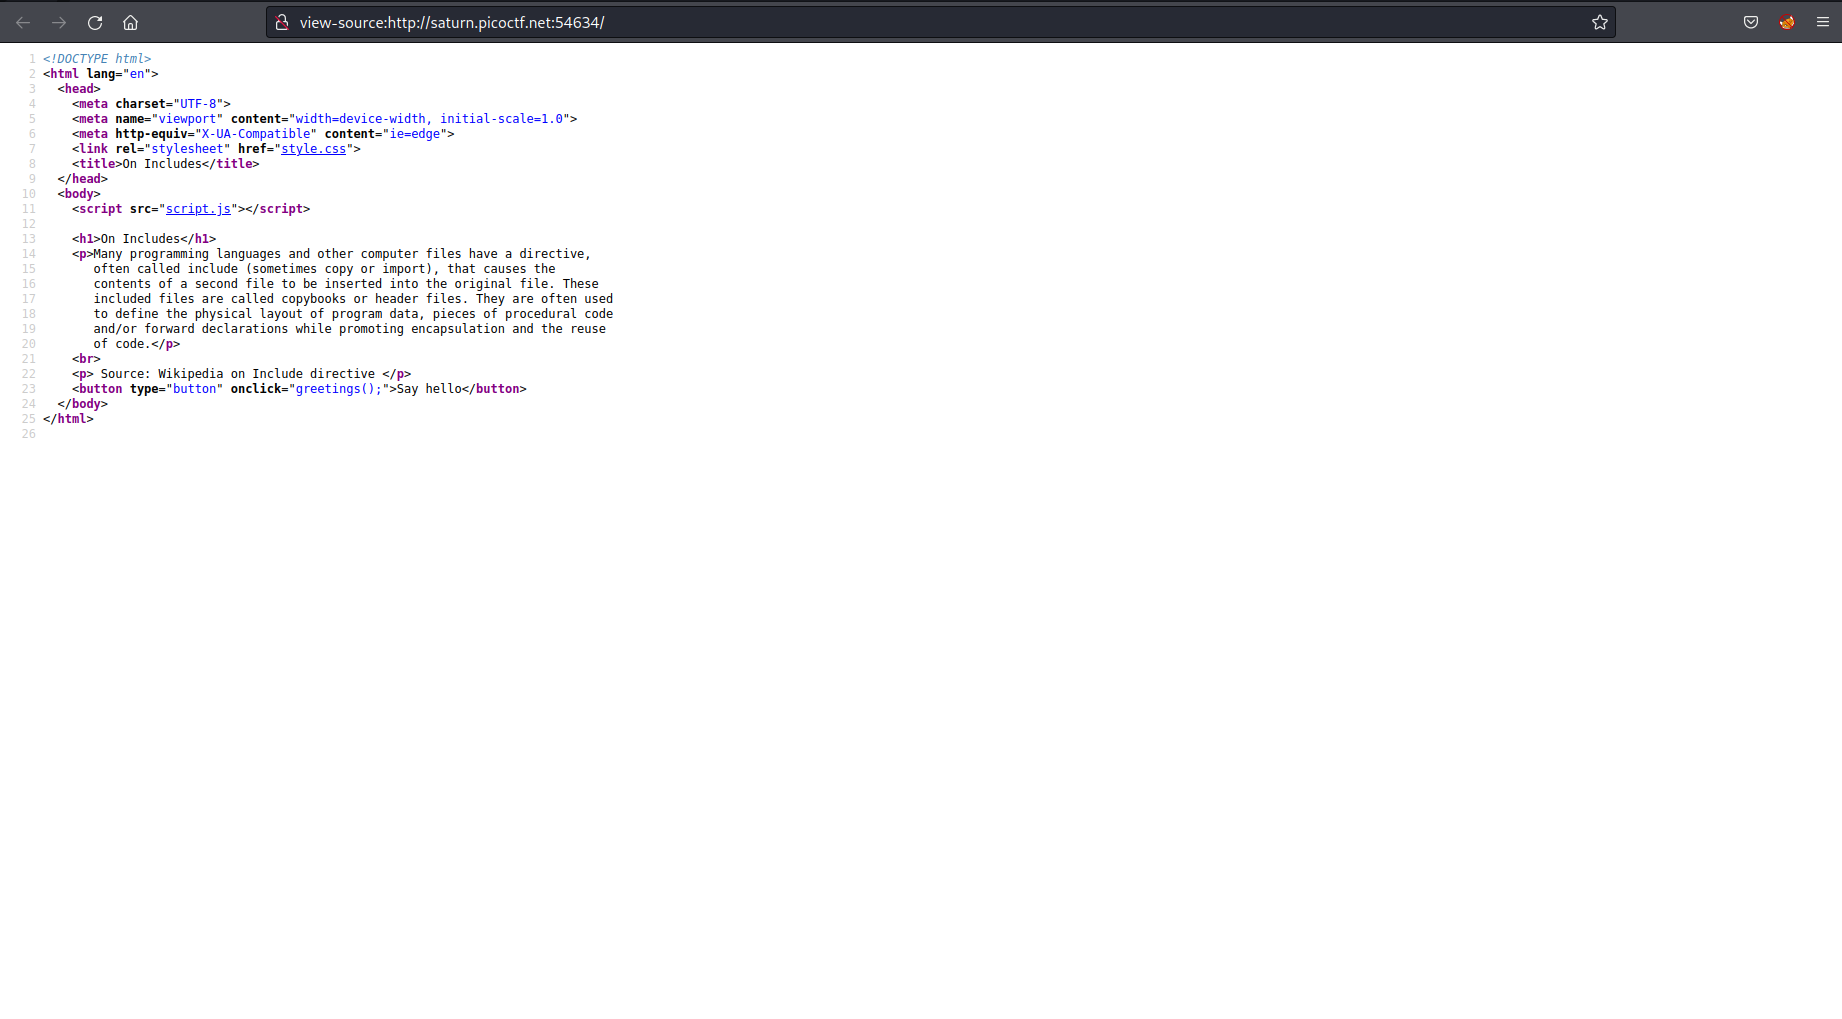 view-source:http://saturn.picoctf.net:54634/
1 <!DOCTYPE html>
2 <html lang="en">
3   <head>
4     <meta charset="UTF-8">
5     <meta name="viewport" content="width=device-width, initial-scale=1.0">
6     <meta http-equiv="X-UA-Compatible" content="ie=edge">
7     <link rel="stylesheet" href="style.css">
8     <title>On Includes</title>
9   </head>
10   <body>
11     <script src="script.js"></script>
12
13     <h1>On Includes</h1>
14     <p>Many programming languages and other computer files have a directive,
15        often called include (sometimes copy or import), that causes the
16        contents of a second file to be inserted into the original file. These
17        included files are called copybooks or header files. They are often used
18        to define the physical layout of program data, pieces of procedural code
19        and/or forward declarations while promoting encapsulation and the reuse
20        of code.</p>
21     <br>
22     <p> Source: Wikipedia on Include directive </p>
23     <button type="button" onclick="greetings();">Say hello</button>
24   </body>
25 </html>
26